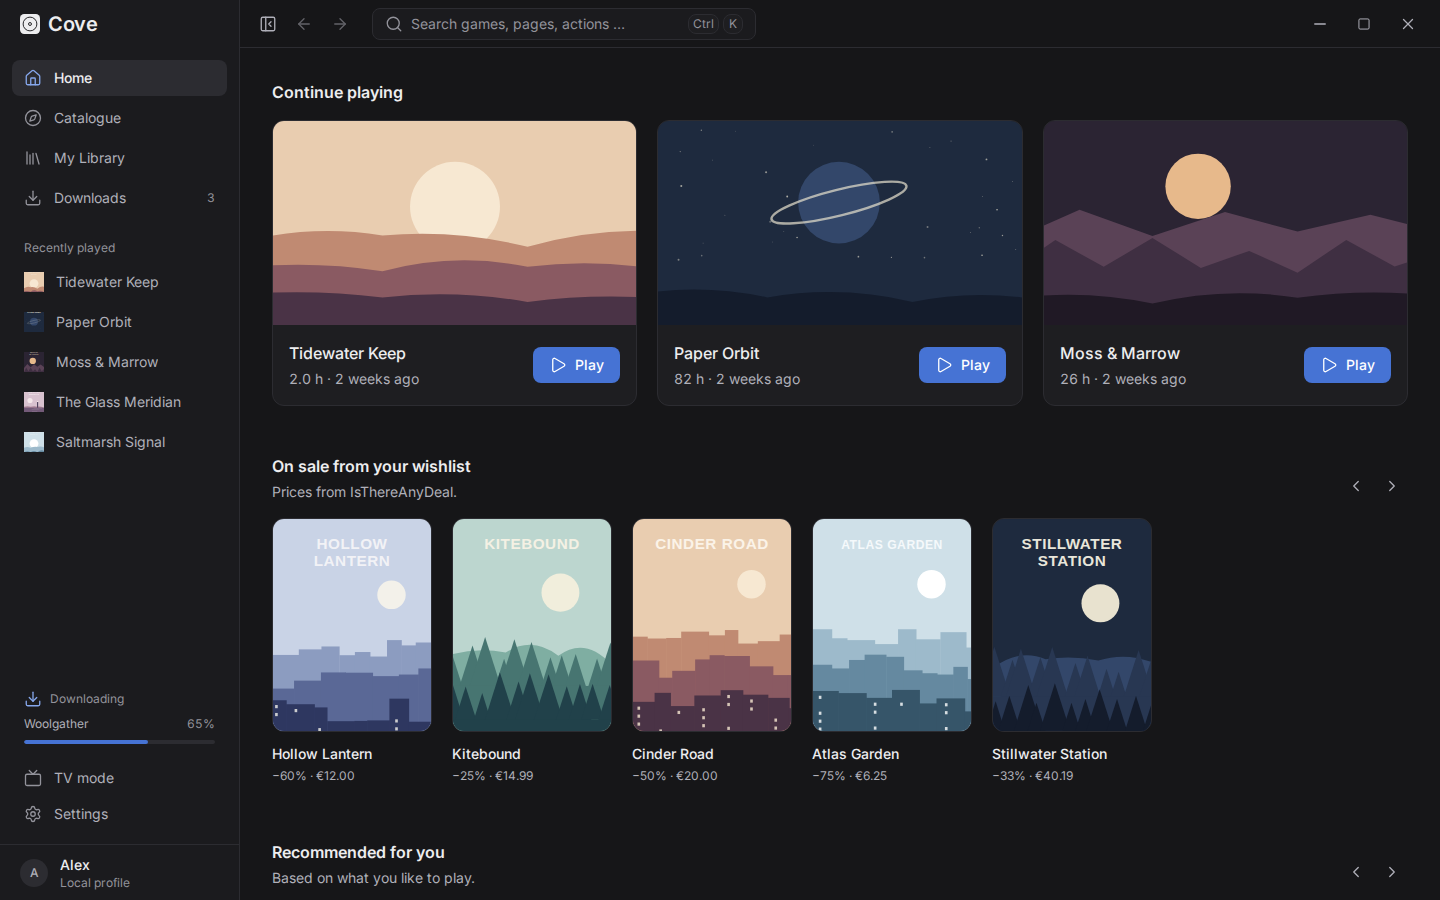 Cove
Search games, pages, actions ...
Ctrl
K
Home
Catalogue
My Library
Downloads
3
Recently played
Tidewater Keep
Paper Orbit
Moss & Marrow
The Glass Meridian
Saltmarsh Signal
Downloading
Woolgather
65%
TV mode
Settings
A
Alex
Local profile
Continue playing
Tidewater Keep
2.0 h · 2 weeks ago
Play
Paper Orbit
82 h · 2 weeks ago
Play
Moss & Marrow
26 h · 2 weeks ago
Play
On sale from your wishlist
Prices from IsThereAnyDeal.
HOLLOW
LANTERN
Hollow Lantern
−60% · €12.00
KITEBOUND
Kitebound
−25% · €14.99
CINDER ROAD
Cinder Road
−50% · €20.00
ATLAS GARDEN
Atlas Garden
−75% · €6.25
STILLWATER
STATION
Stillwater Station
−33% · €40.19
Recommended for you
Based on what you like to play.